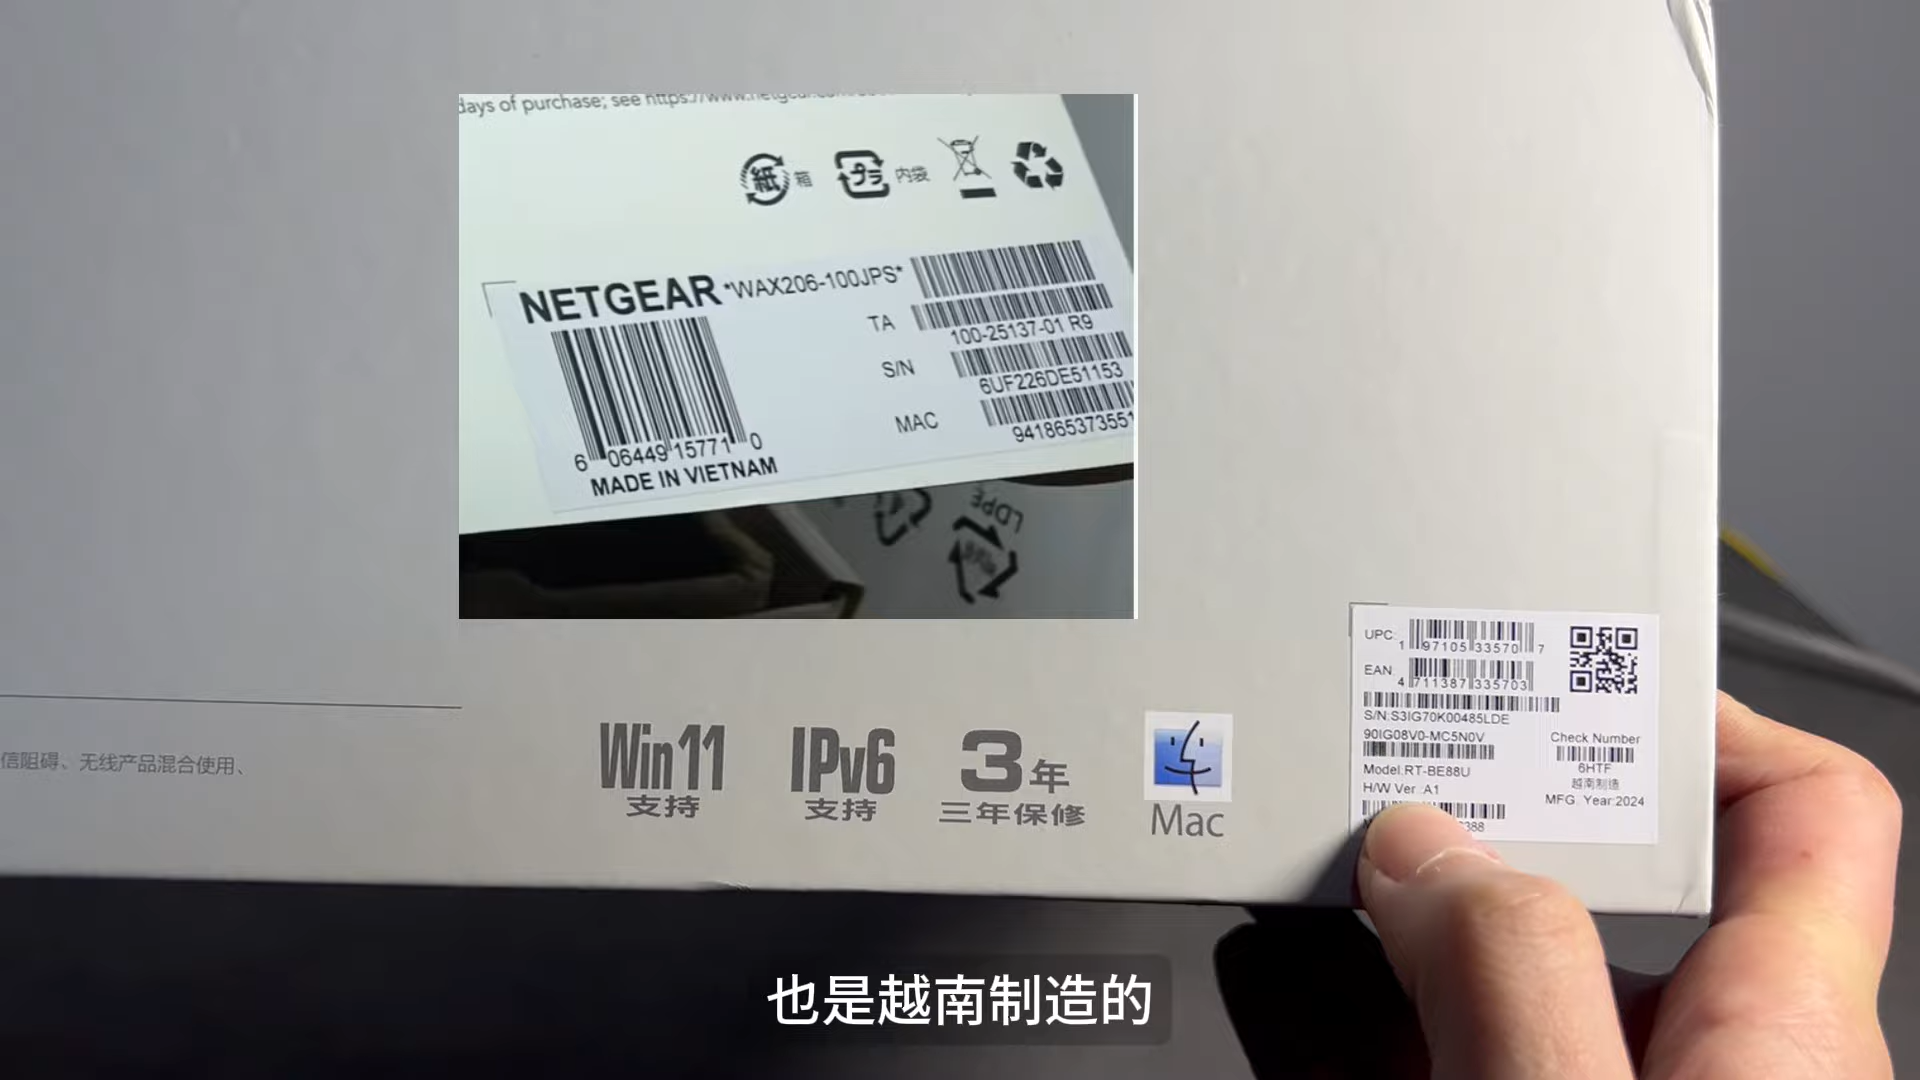 days of purchase; see https://www.netgear.com/
紙 箱
プラ 内袋
NETGEAR *WAX206-100JPS*
TA
100-25137-01 R9
S/N
6UF226DE51153
MAC
941865373551
6 06449 15771 0
MADE IN VIETNAM
LDPE
信阻碍、无线产品混合使用、
Win11
支持
IPv6
支持
3年
三年保修
Mac
UPC:
1 97105 33570 7
EAN
4 711387 335703
S/N:S3IG70K00485LDE
90IG08V0-MC5N0V
Model:RT-BE88U
H/W Ver.:A1
388
Check Number
6HTF
越南制造
MFG. Year:2024
也是越南制造的